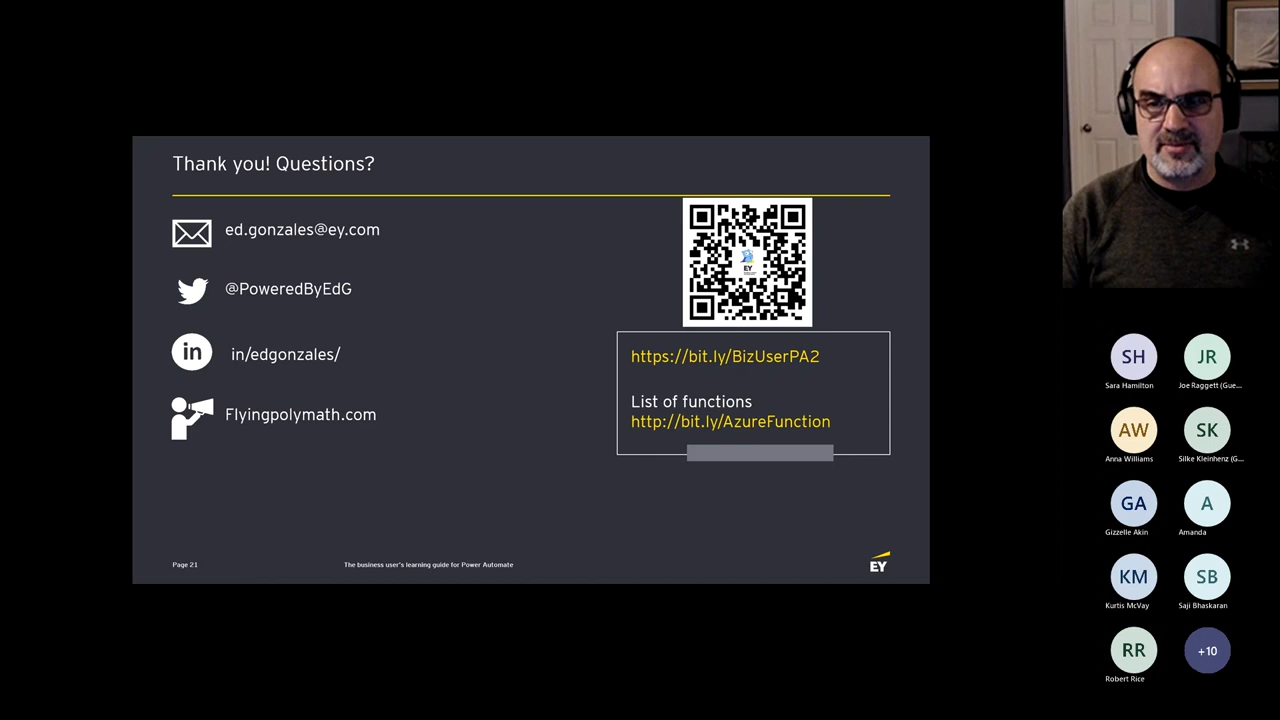 Thank you! Questions?
ed.gonzales@ey.com
@PoweredByEdG
in
in/edgonzales/
Flyingpolymath.com
EY
https://bit.ly/BizUserPA2
List of functions
http://bit.ly/AzureFunction
Page 21
The business user's learning guide for Power Automate
EY
SH
Sara Hamilton
JR
Joe Raggett (Gue...
AW
Anna Williams
SK
Silke Kleinhenz (G...
GA
Gizzelle Akin
A
Amanda
KM
Kurtis McVay
SB
Saji Bhaskaran
RR
Robert Rice
+10